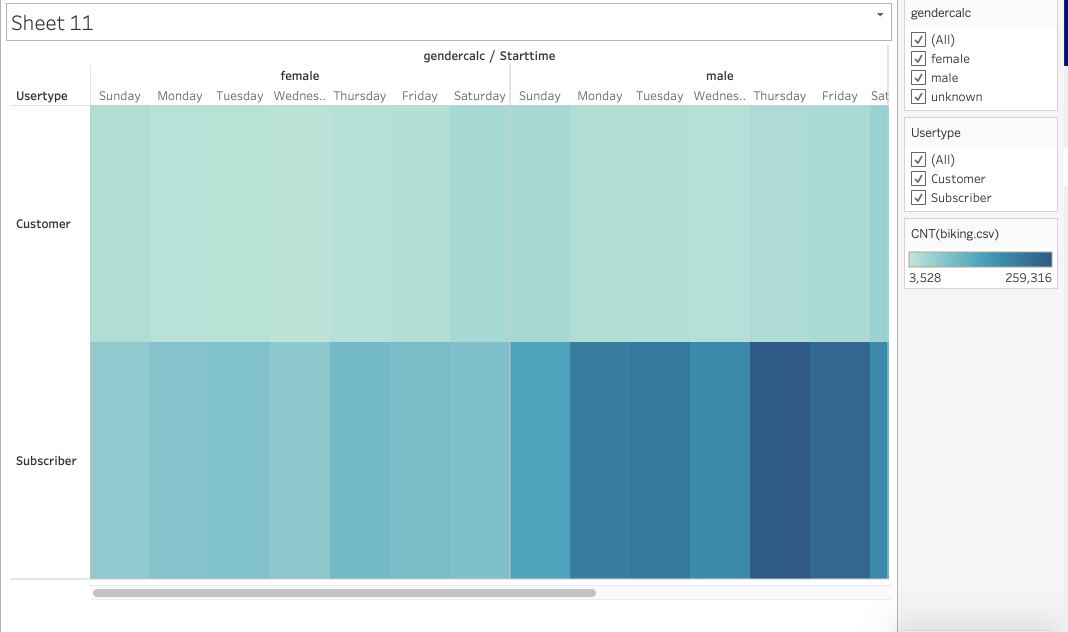 Sheet 11
gendercalc / Starttime
female male
Usertype Sunday Monday Tuesday Wednes.. Thursday Friday Saturday Sunday Monday Tuesday Wednes.. Thursday Friday Sat
Customer
Subscriber
gendercalc
(All)
female
male
unknown
Usertype
(All)
Customer
Subscriber
CNT(biking.csv)
3,528 259,316